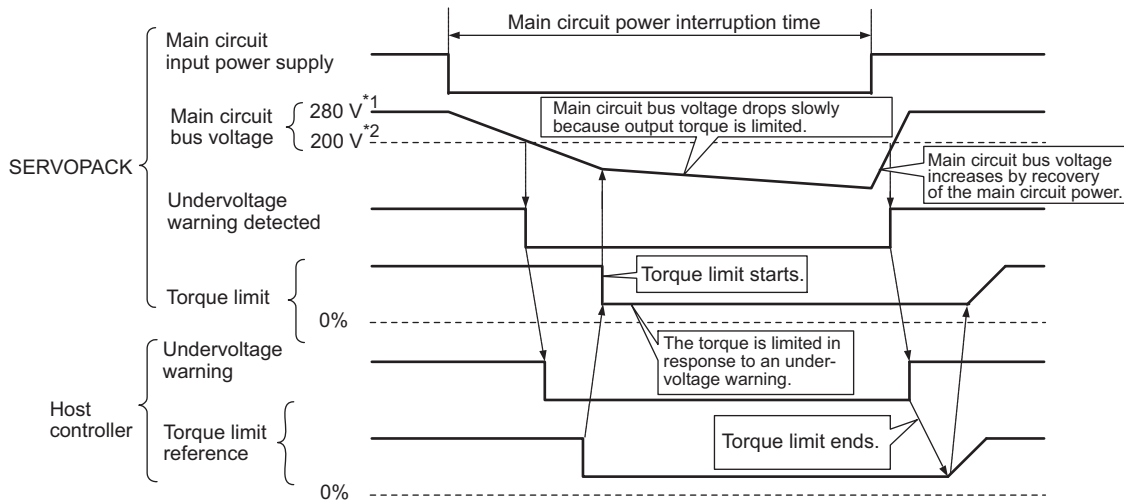 Main circuit power interruption time
Main circuit
input power supply
Main circuit
bus voltage
280 V*1
200 V*2
Main circuit bus voltage drops slowly
because output torque is limited.
Main circuit bus voltage
increases by recovery
of the main circuit power.
SERVOPACK
Undervoltage
warning detected
Torque limit starts.
Torque limit
0%
The torque is limited in
response to an under-
voltage warning.
Undervoltage
warning
Host
controller
Torque limit
reference
Torque limit ends.
0%